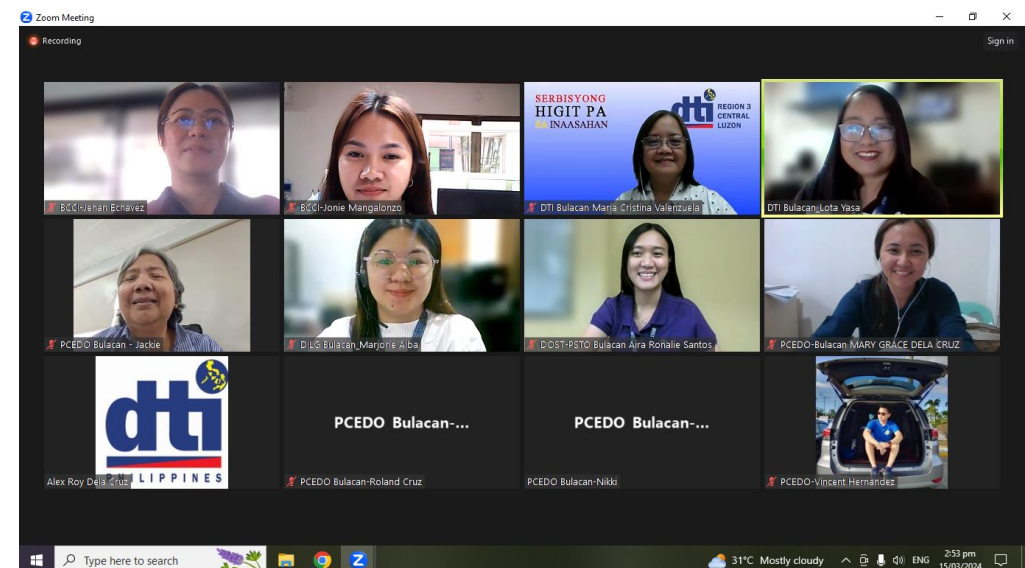 Zoom Meeting
Recording
Sign in
BCCI-Jehan Echavez
BCCI-Jonie Mangalonzo
SERBISYONG
HIGIT PA
SA INAASAHAN
dti
REGION 3
CENTRAL
LUZON
DTI Bulacan Maria Cristina Valenzuela
DTI Bulacan_Lota Yasa
PCEDO Bulacan - Jackie
DILG Bulacan_Marjorie Alba
DOST-PSTO Bulacan Aira Ronalie Santos
PCEDO-Bulacan MARY GRACE DELA CRUZ
dti
PHILIPPINES
Alex Roy Dela Cruz
PCEDO Bulacan-...
PCEDO Bulacan-Roland Cruz
PCEDO Bulacan-...
PCEDO Bulacan-Nikki
PCEDO-Vincent Hernandez
Type here to search
31°C Mostly cloudy
ENG
2:53 pm
15/03/2024